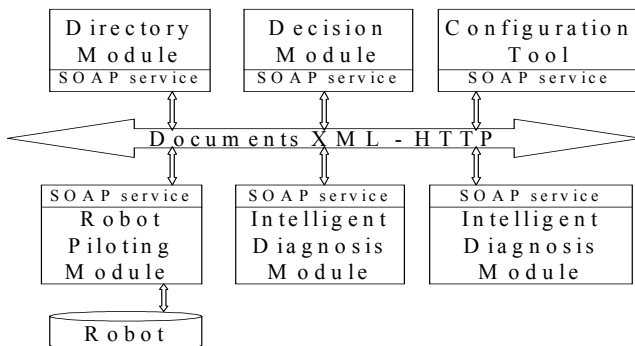 Directory
Module
SOAP service
Decision
Module
SOAP service
Configuration
Tool
SOAP service
Documents XML - HTTP
SOAP service
Robot
Piloting
Module
SOAP service
Intelligent
Diagnosis
Module
SOAP service
Intelligent
Diagnosis
Module
Robot